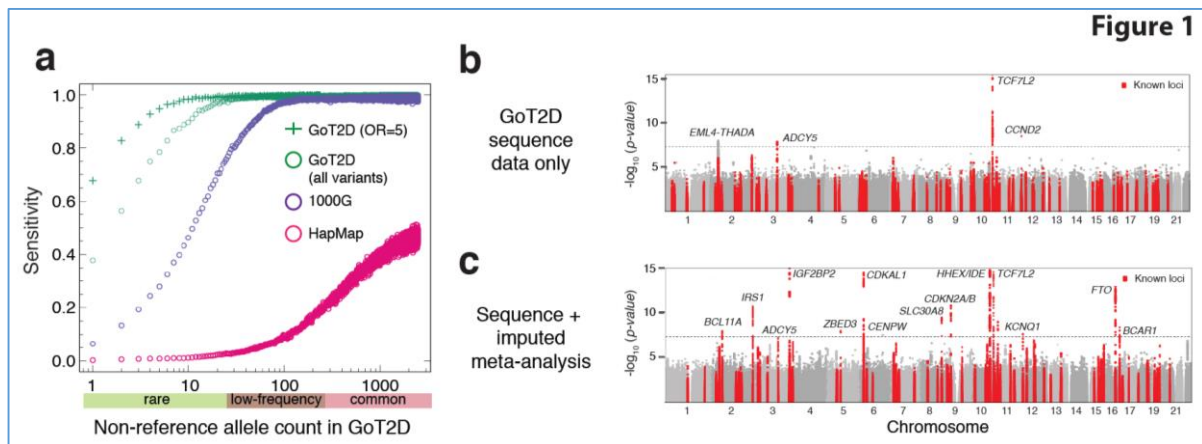 Figure 1
a
Sensitivity
1.0
0.8
0.6
0.4
0.2
0.0
GoT2D (OR=5)
GoT2D
(all variants)
1000G
HapMap
1 10 100 1000
rare low-frequency common
Non-reference allele count in GoT2D
b
GoT2D
sequence
data only
-log10 (p-value)
15
10
5
EML4-THADA
ADCY5
TCF7L2
CCND2
Known loci
1 2 3 4 5 6 7 8 9 10 11 12 13 14 15 16 17 19 21
c
Sequence +
imputed
meta-analysis
-log10 (p-value)
15
10
5
BCL11A
IRS1
ADCY5
IGF2BP2
ZBED3
CDKAL1
CENPW
SLC30A8
CDKN2A/B
HHEX/IDE
TCF7L2
KCNQ1
FTO
BCAR1
Known loci
1 2 3 4 5 6 7 8 9 10 11 12 13 14 15 16 17 19 21
Chromosome